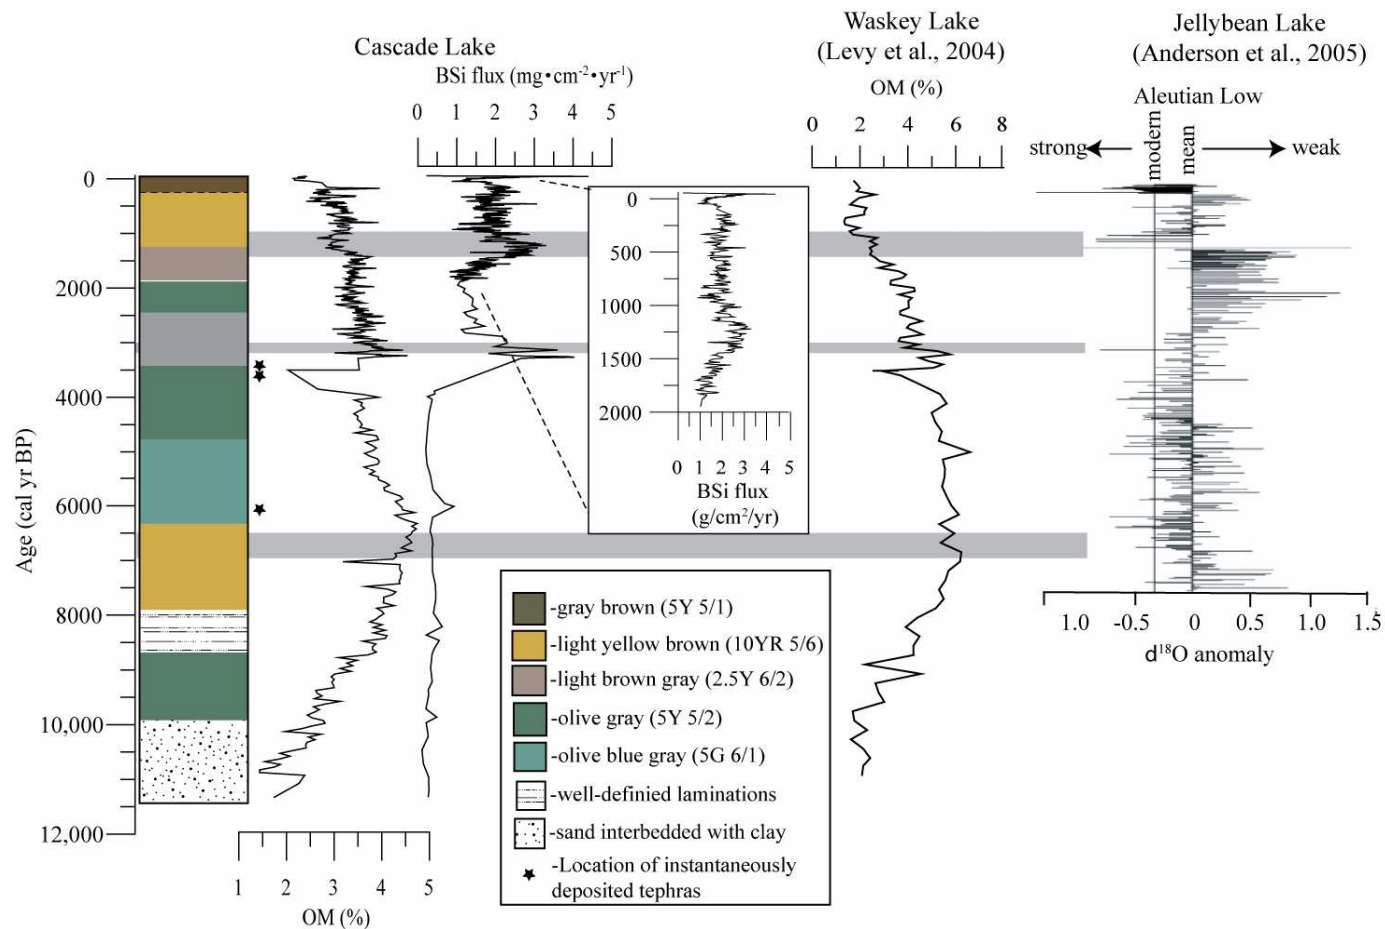 Cascade Lake
BSi flux (mg•cm-2•yr-1)
0 1 2 3 4 5
Waskey Lake
(Levy et al., 2004)
OM (%)
0 2 4 6 8
Jellybean Lake
(Anderson et al., 2005)
Aleutian Low
strong
modern
mean
weak
Age (cal yr BP)
0
2000
4000
6000
8000
10,000
12,000
0
500
1000
1500
2000
0 1 2 3 4 5
BSi flux
(g/cm2/yr)
-gray brown (5Y 5/1)
-light yellow brown (10YR 5/6)
-light brown gray (2.5Y 6/2)
-olive gray (5Y 5/2)
-olive blue gray (5G 6/1)
-well-definied laminations
-sand interbedded with clay
-Location of instantaneously
deposited tephras
1 2 3 4 5
OM (%)
1.0 -0.5 0 0.5 1.0 1.5
d18O anomaly